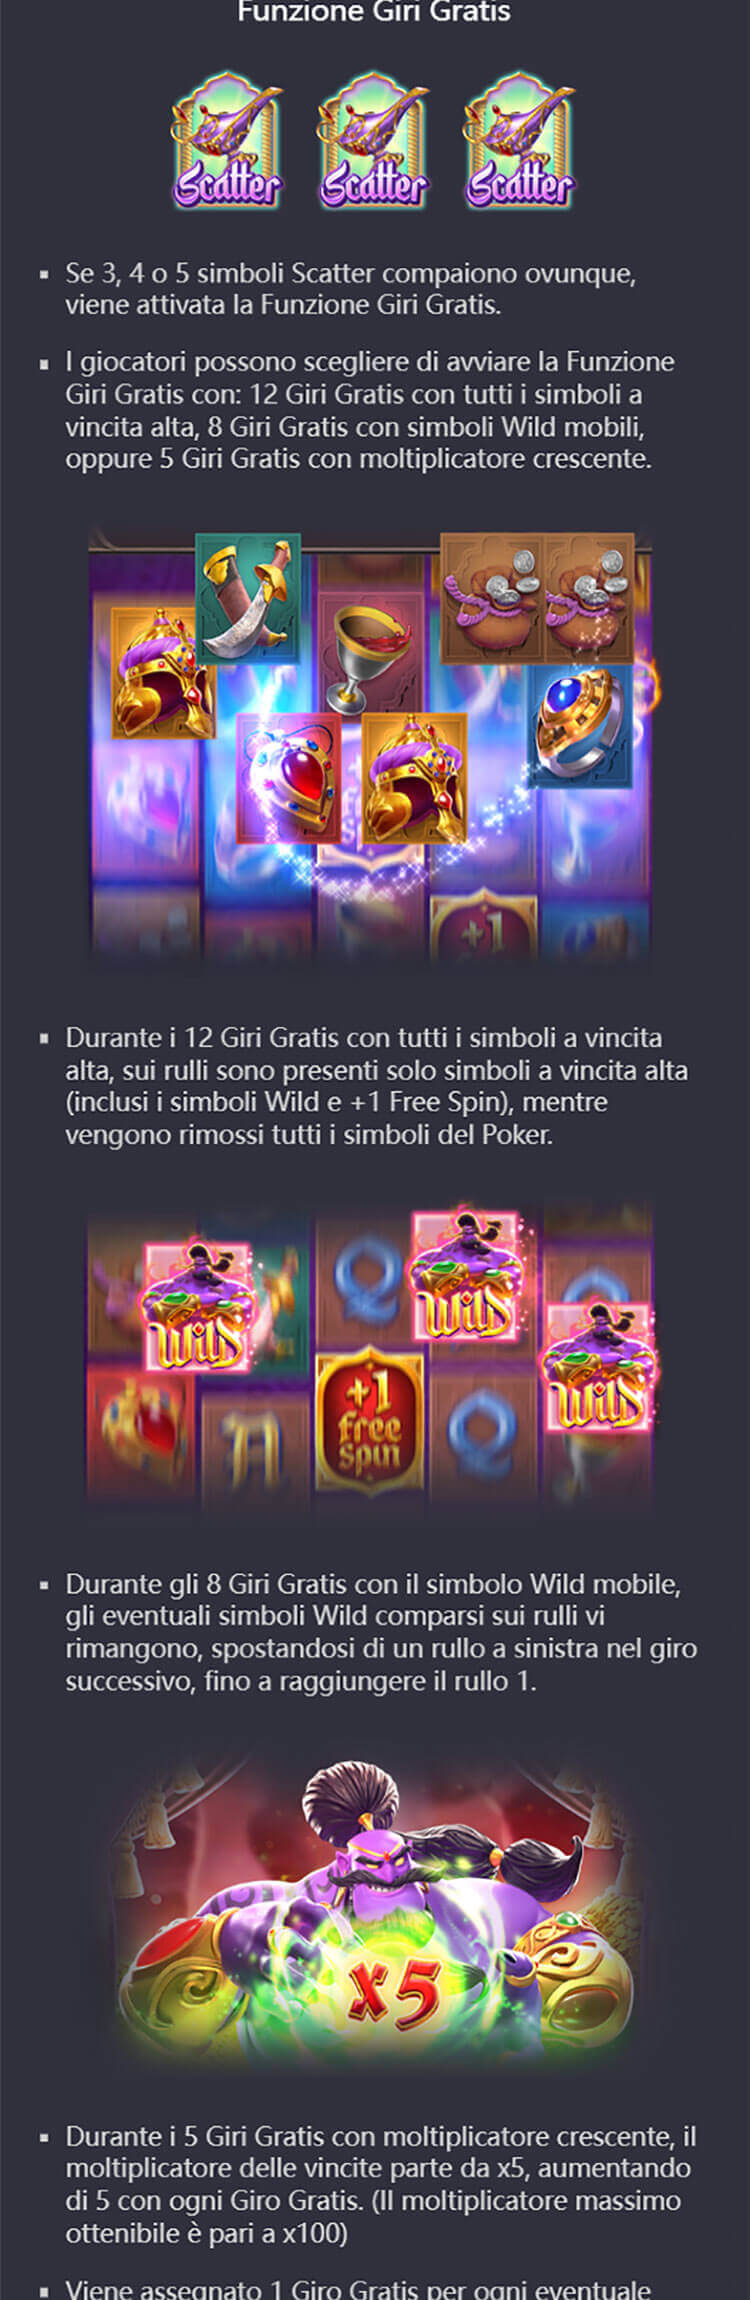 Funzione Giri Gratis
Scatter Scatter Scatter
Se 3, 4 o 5 simboli Scatter compaiono ovunque,
viene attivata la Funzione Giri Gratis.
I giocatori possono scegliere di avviare la Funzione
Giri Gratis con: 12 Giri Gratis con tutti i simboli a
vincita alta, 8 Giri Gratis con simboli Wild mobili,
oppure 5 Giri Gratis con moltiplicatore crescente.
+1
Durante i 12 Giri Gratis con tutti i simboli a vincita
alta, sui rulli sono presenti solo simboli a vincita alta
(inclusi i simboli Wild e +1 Free Spin), mentre
vengono rimossi tutti i simboli del Poker.
Q
Wild Wild
Wild
+1
free
spin
A Q
Durante gli 8 Giri Gratis con il simbolo Wild mobile,
gli eventuali simboli Wild comparsi sui rulli vi
rimangono, spostandosi di un rullo a sinistra nel giro
successivo, fino a raggiungere il rullo 1.
x5
Durante i 5 Giri Gratis con moltiplicatore crescente, il
moltiplicatore delle vincite parte da x5, aumentando
di 5 con ogni Giro Gratis. (Il moltiplicatore massimo
ottenibile è pari a x100)
Viene assegnato 1 Giro Gratis per ogni eventuale